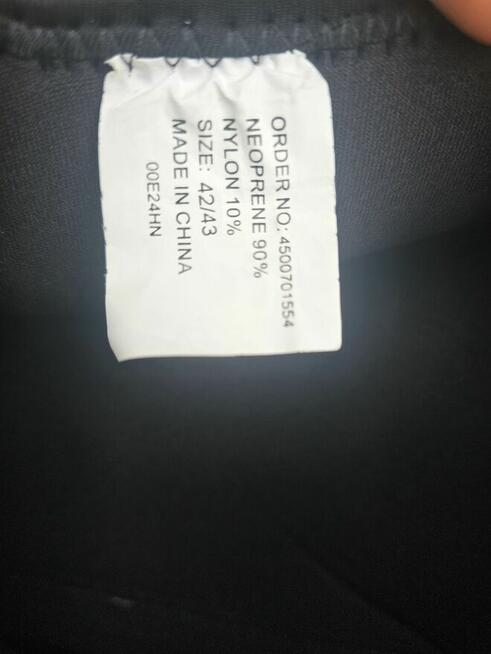 ORDER NO: 4500701554
NEOPRENE 90%
NYLON 10%
SIZE: 42/43
MADE IN CHINA
00E24HN